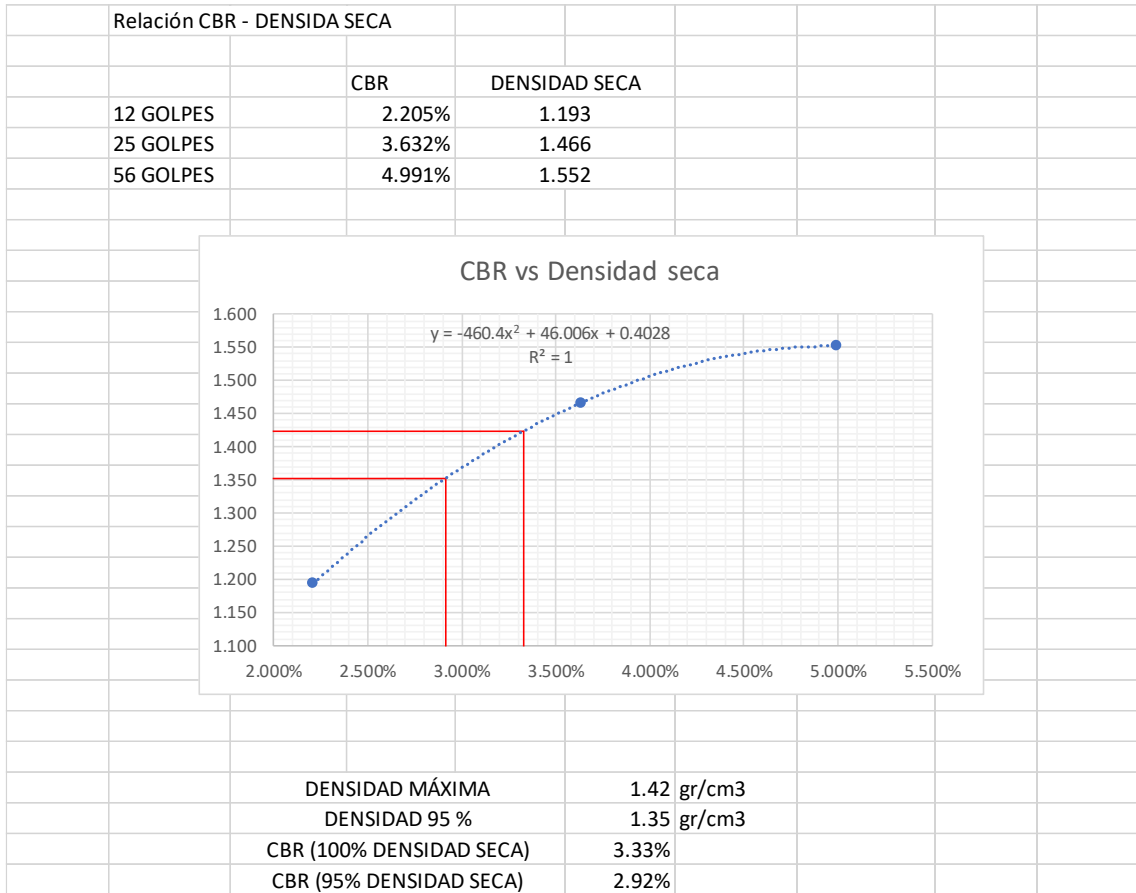 Relación CBR - DENSIDA SECA
CBR DENSIDAD SECA
12 GOLPES 2.205% 1.193
25 GOLPES 3.632% 1.466
56 GOLPES 4.991% 1.552
CBR vs Densidad seca
y = -460.4x² + 46.006x + 0.4028
R² = 1
1.600
1.550
1.500
1.450
1.400
1.350
1.300
1.250
1.200
1.150
1.100
2.000% 2.500% 3.000% 3.500% 4.000% 4.500% 5.000% 5.500%
DENSIDAD MÁXIMA 1.42 gr/cm3
DENSIDAD 95 % 1.35 gr/cm3
CBR (100% DENSIDAD SECA) 3.33%
CBR (95% DENSIDAD SECA) 2.92%